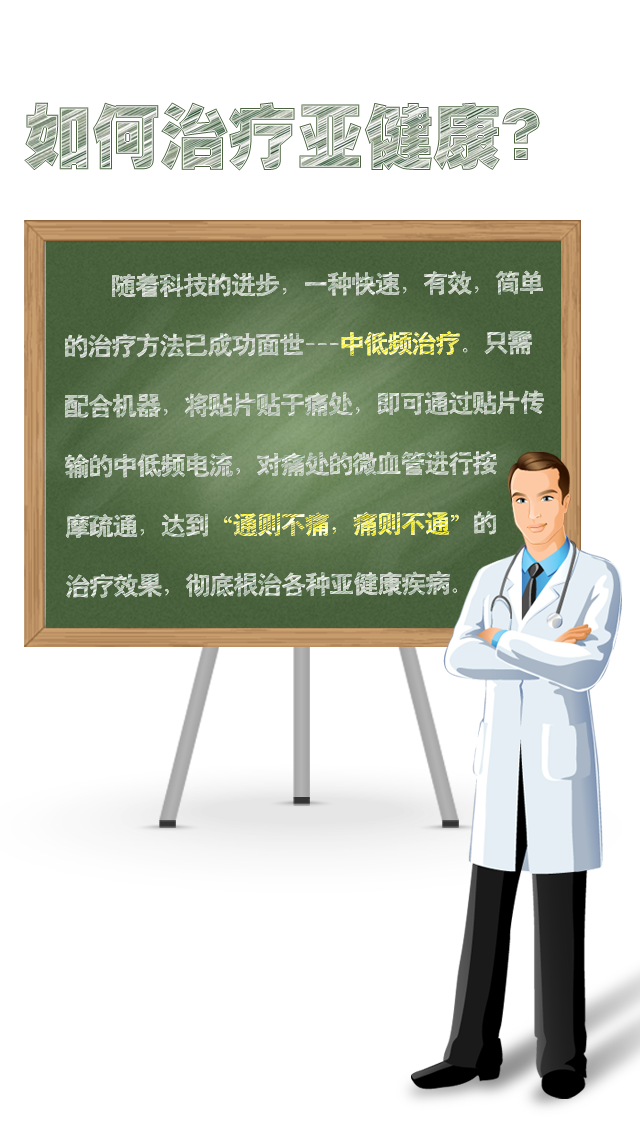 如何治疗亚健康？
随着科技的进步，一种快速，有效，简单
的治疗方法已成功面世---中低频治疗。只需
配合机器，将贴片贴于痛处，即可通过贴片传
输的中低频电流，对痛处的微血管进行按
摩疏通，达到“通则不痛，痛则不通”的
治疗效果，彻底根治各种亚健康疾病。